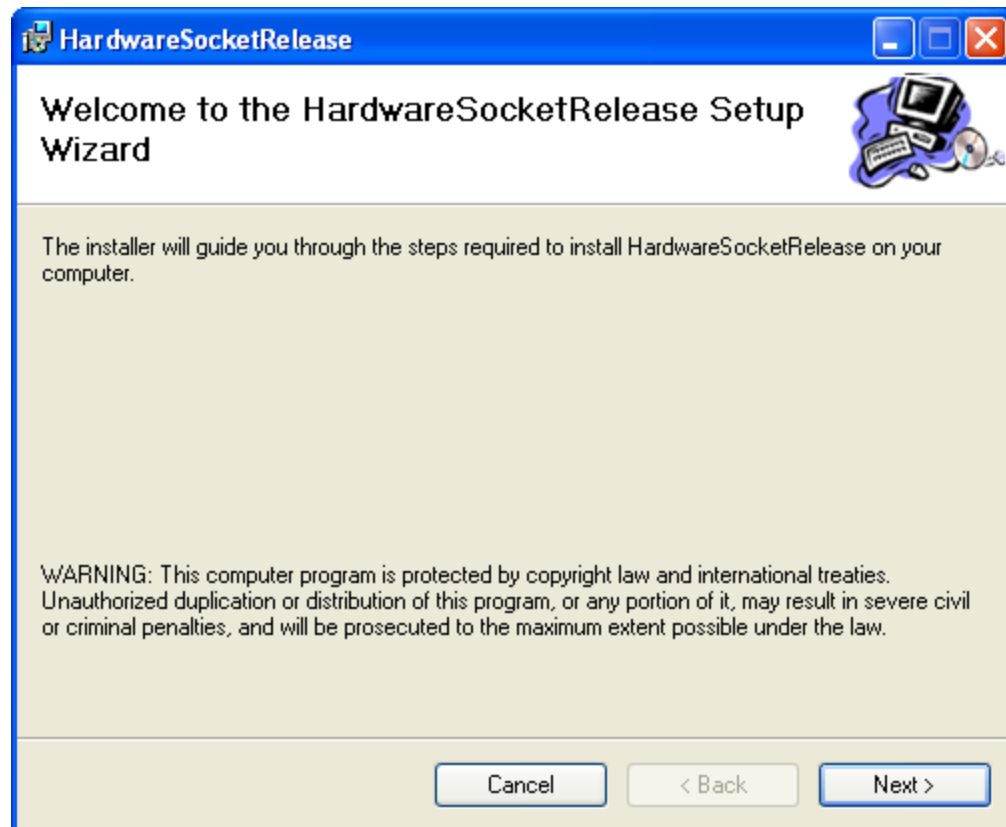 HardwareSocketRelease
Welcome to the HardwareSocketRelease Setup
Wizard
The installer will guide you through the steps required to install HardwareSocketRelease on your
computer.
WARNING: This computer program is protected by copyright law and international treaties.
Unauthorized duplication or distribution of this program, or any portion of it, may result in severe civil
or criminal penalties, and will be prosecuted to the maximum extent possible under the law.
Cancel
< Back
Next >